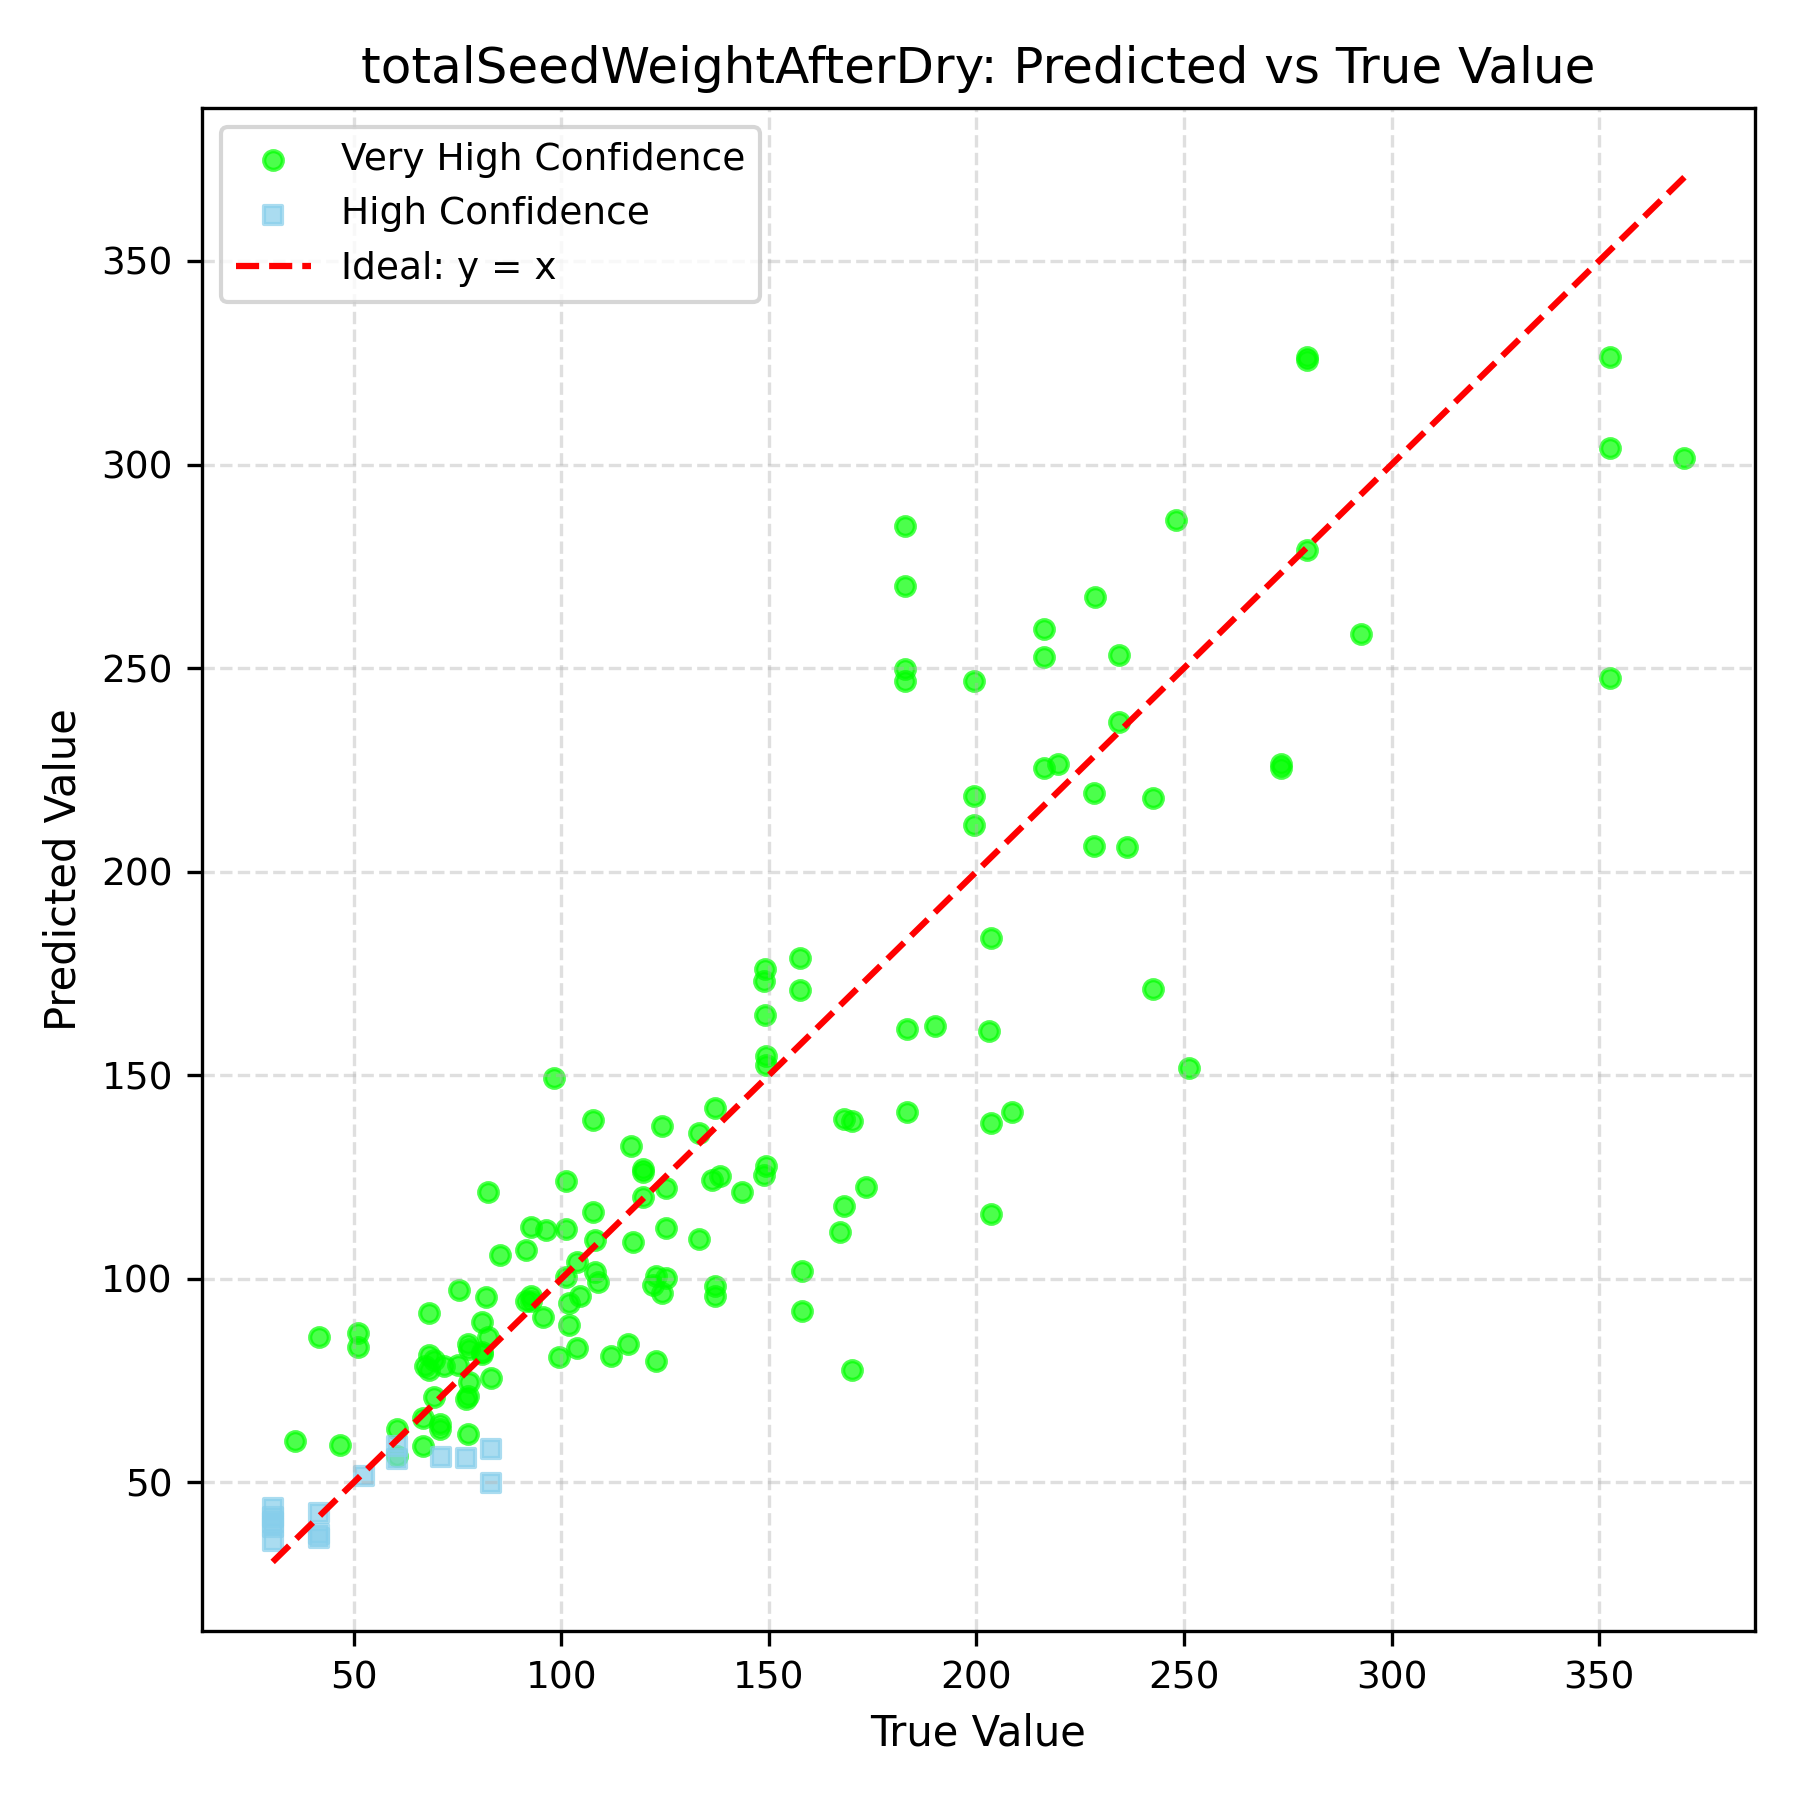 totalSeedWeightAfterDry: Predicted vs True Value
Very High Confidence
High Confidence
Ideal: y = x
350
300
250
200
150
100
50
Predicted Value
50 100 150 200 250 300 350
True Value